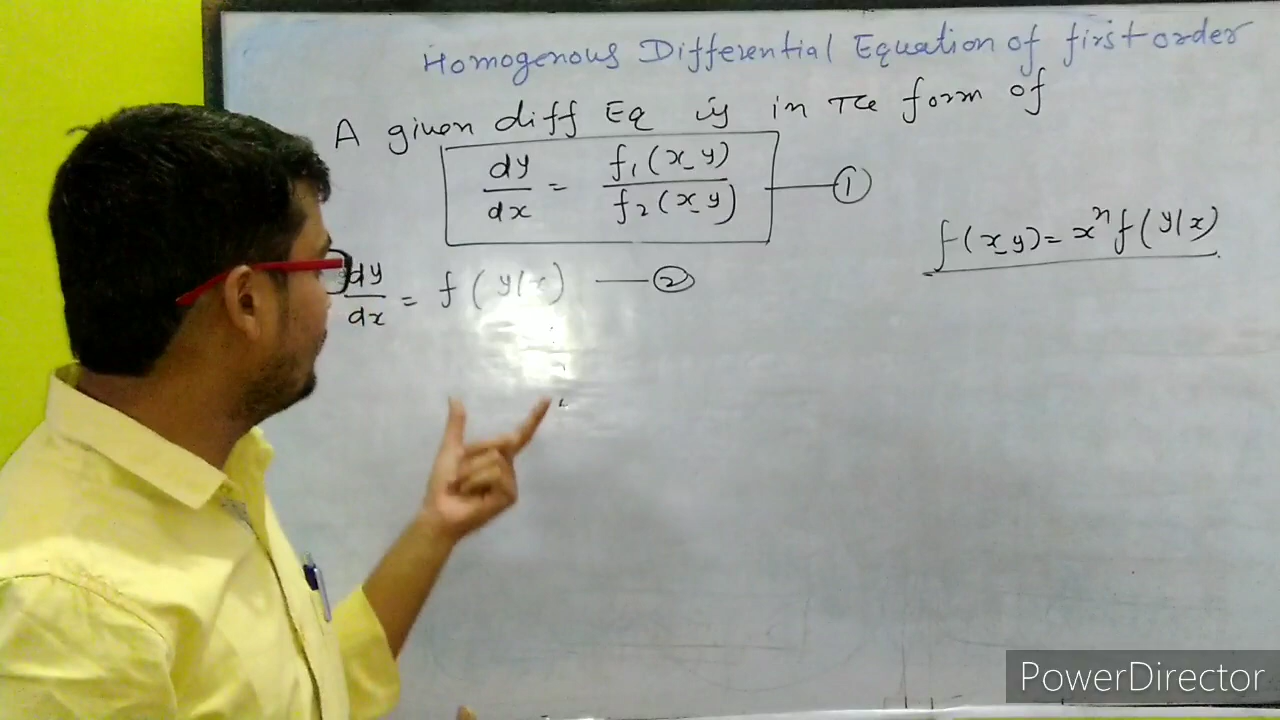 Homogenous Differential Equation of first order
A given diff Eq is in The form of
dy/dx = f₁(x y)/f₂(x y) — ①
f(x y) = xⁿ f(y/x)
dy/dx = f(y/x) — ②
PowerDirector